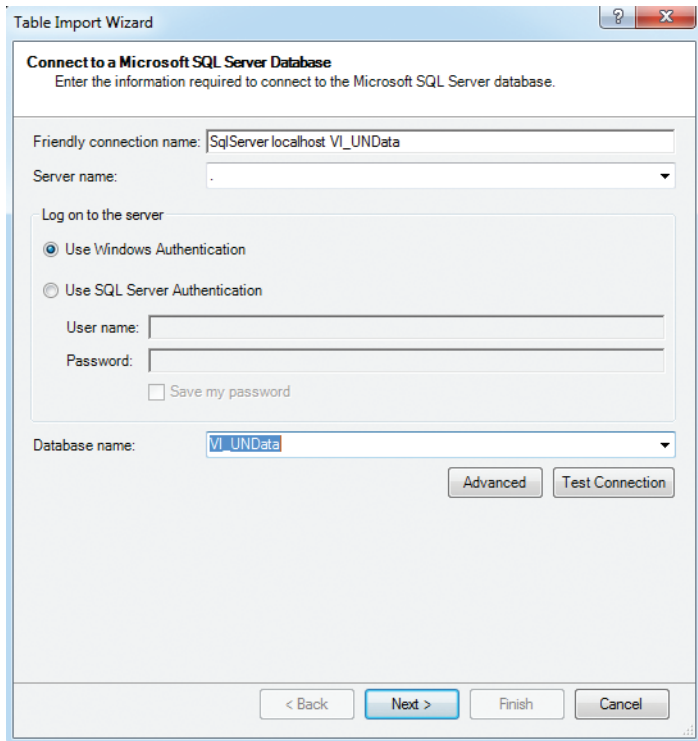 Table Import Wizard
Connect to a Microsoft SQL Server Database
Enter the information required to connect to the Microsoft SQL Server database.
Friendly connection name: SqlServer localhost VI_UNData
Server name: .
Log on to the server
Use Windows Authentication
Use SQL Server Authentication
User name:
Password:
Save my password
Database name: VI_UNData
Advanced Test Connection
< Back Next > Finish Cancel